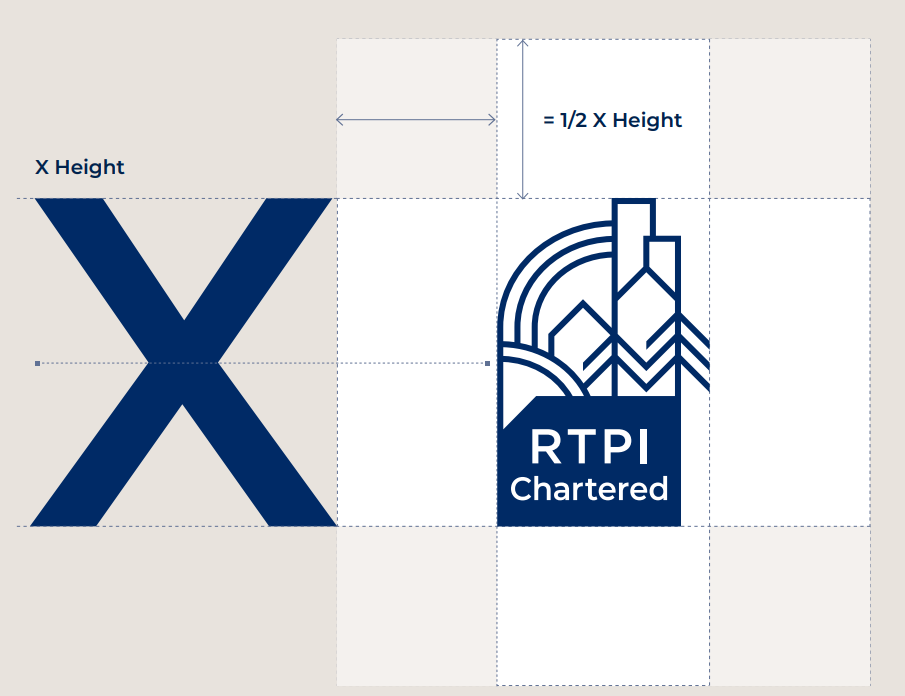 = 1/2 X Height
X Height
X
RTPI
Chartered